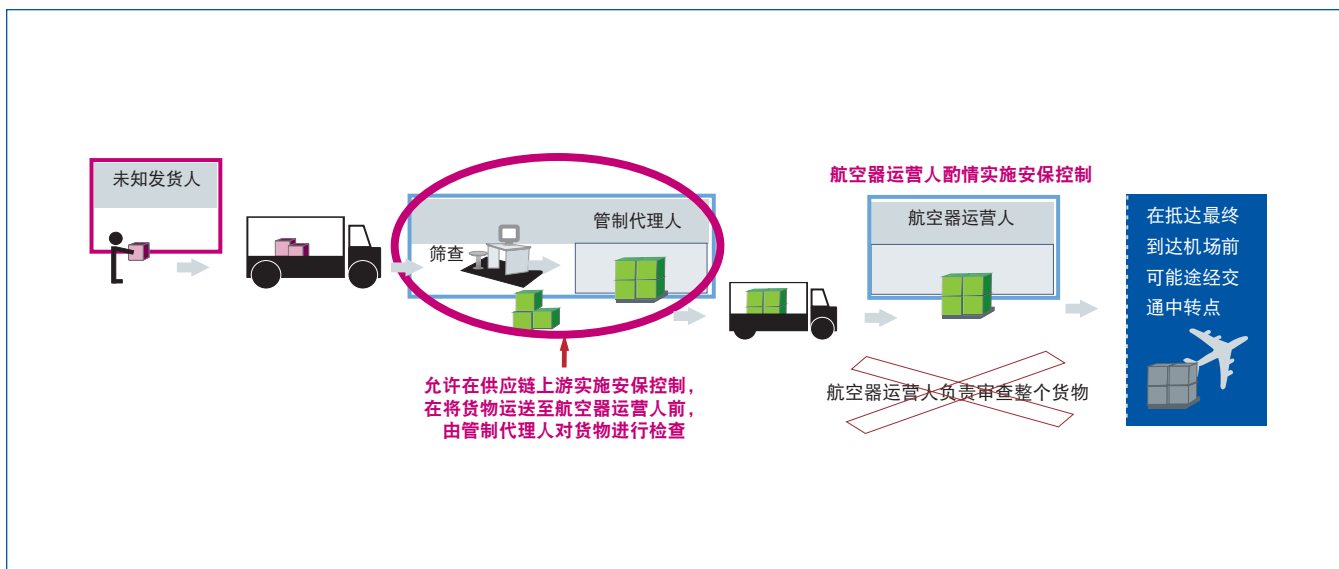 未知发货人
筛查
管制代理人
允许在供应链上游实施安保控制，
在将货物运送至航空器运营人前，
由管制代理人对货物进行检查
航空器运营人酌情实施安保控制
航空器运营人
航空器运营人负责审查整个货物
在抵达最终
到达机场前
可能途经交
通中转点